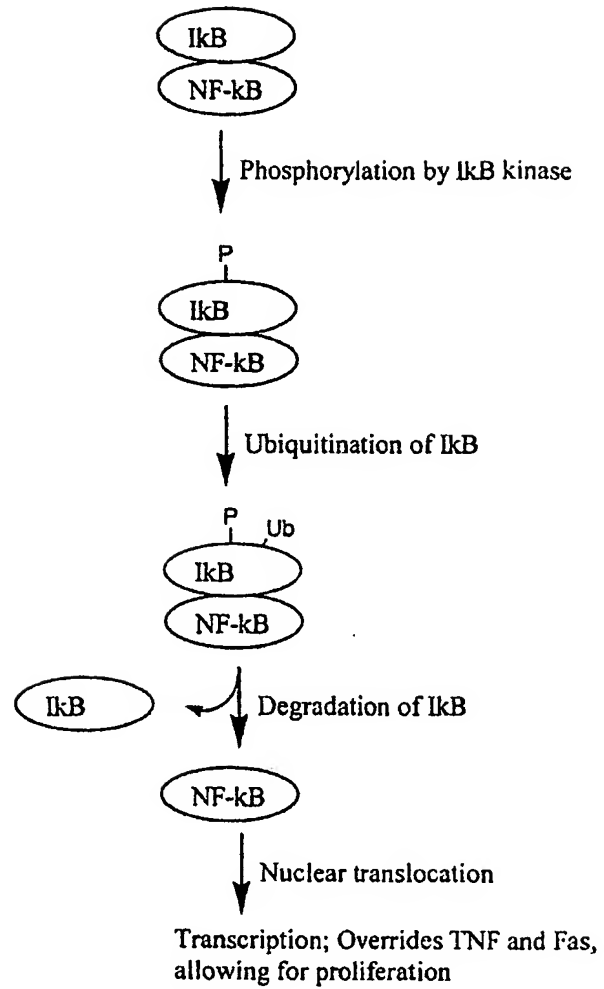 IkB
NF-kB
Phosphorylation by IkB kinase
P
IkB
NF-kB
Ubiquitination of IkB
P
Ub
IkB
NF-kB
IkB
Degradation of IkB
NF-kB
Nuclear translocation
Transcription; Overrides TNF and Fas,
allowing for proliferation